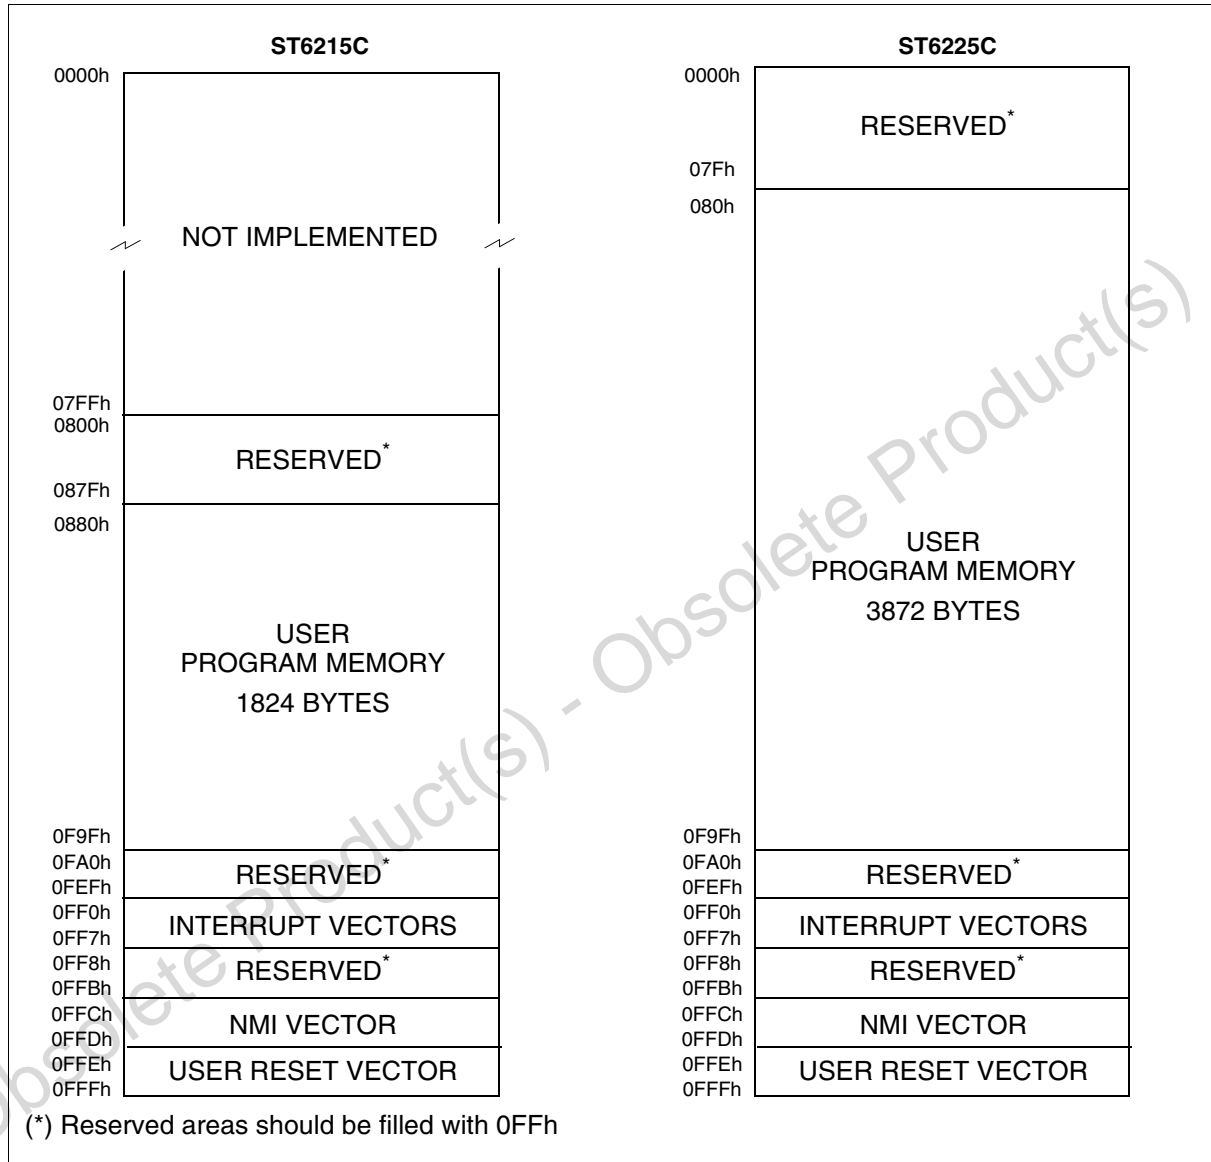 ST6215C
0000h
NOT IMPLEMENTED
07FFh
0800h
RESERVED*
087Fh
0880h
USER
PROGRAM MEMORY
1824 BYTES
0F9Fh
0FA0h
RESERVED*
0FEFh
0FF0h
INTERRUPT VECTORS
0FF7h
0FF8h
RESERVED*
0FFBh
0FFCh
NMI VECTOR
0FFDh
0FFEh
USER RESET VECTOR
0FFFh
ST6225C
0000h
RESERVED*
07Fh
080h
USER
PROGRAM MEMORY
3872 BYTES
0F9Fh
0FA0h
RESERVED*
0FEFh
0FF0h
INTERRUPT VECTORS
0FF7h
0FF8h
RESERVED*
0FFBh
0FFCh
NMI VECTOR
0FFDh
0FFEh
USER RESET VECTOR
0FFFh
(*) Reserved areas should be filled with 0FFh
Obsolete Product(s) - Obsolete Product(s)